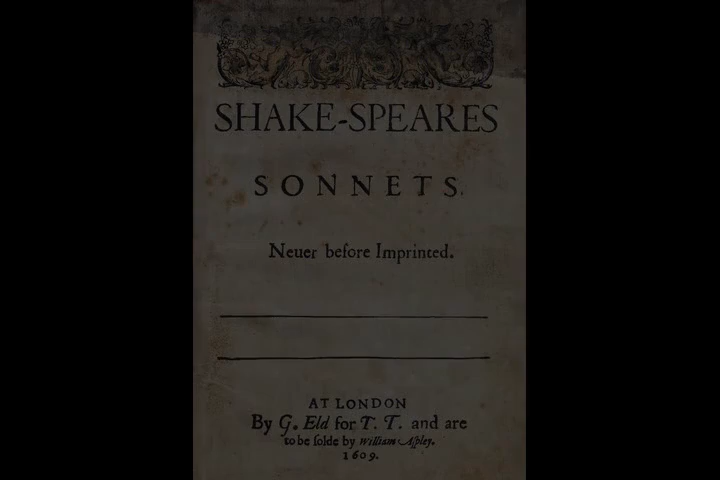 SHAKE-SPEARES
SONNETS.
Neuer before Imprinted.
AT LONDON
By G. Eld for T. T. and are
to be ſolde by William Aſpley.
1609.